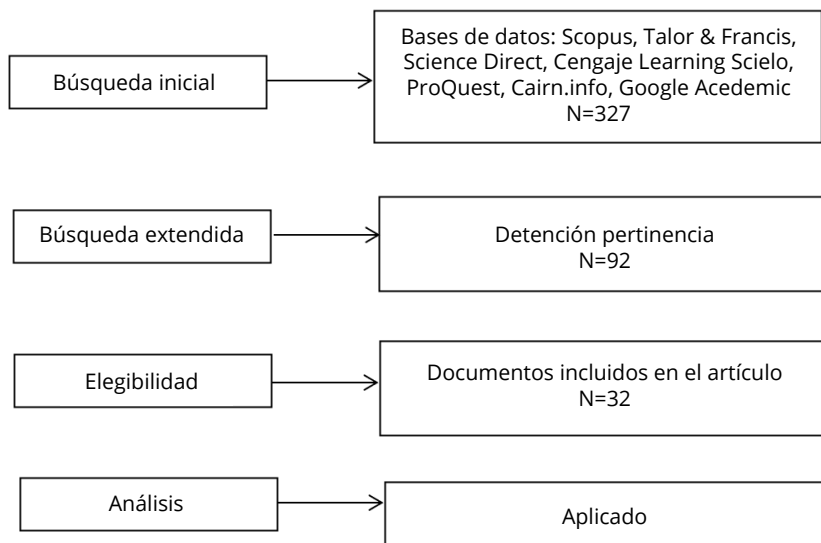 Búsqueda inicial
Bases de datos: Scopus, Talor & Francis,
Science Direct, Cengaje Learning Scielo,
ProQuest, Cairn.info, Google Acedemic
N=327
Búsqueda extendida
Detención pertinencia
N=92
Elegibilidad
Documentos incluidos en el artículo
N=32
Análisis
Aplicado